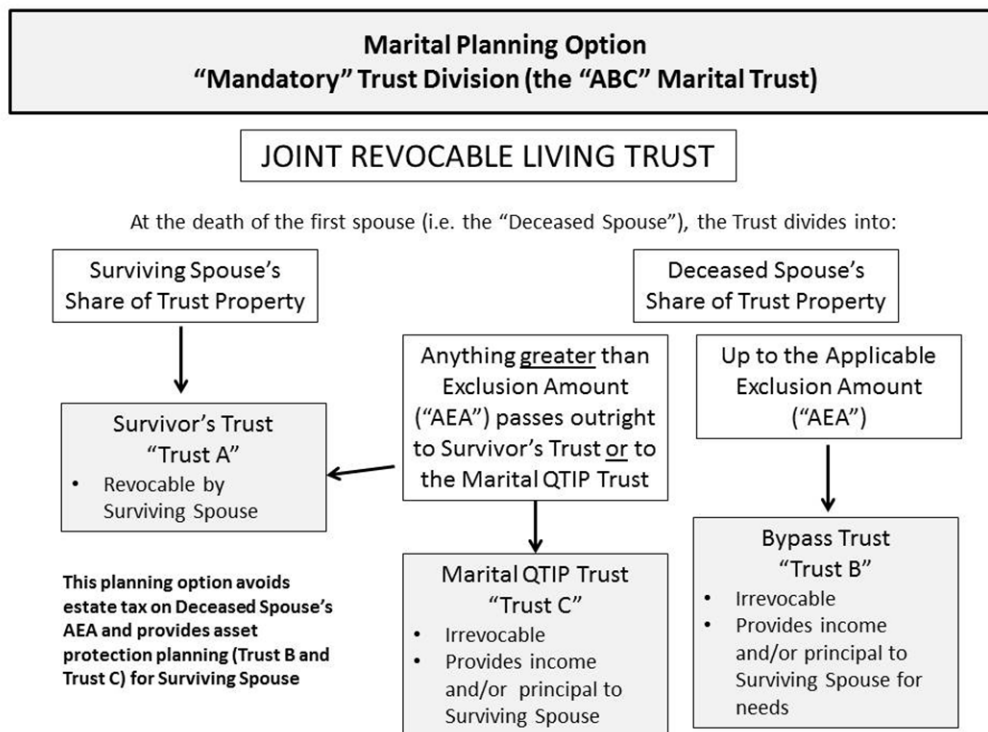 Marital Planning Option
“Mandatory” Trust Division (the “ABC” Marital Trust)
JOINT REVOCABLE LIVING TRUST
At the death of the first spouse (i.e. the “Deceased Spouse”), the Trust divides into:
Surviving Spouse’s
Share of Trust Property
Deceased Spouse’s
Share of Trust Property
Anything greater than
Exclusion Amount
(“AEA”) passes outright
to Survivor’s Trust or to
the Marital QTIP Trust
Up to the Applicable
Exclusion Amount
(“AEA”)
Survivor’s Trust
“Trust A”
• Revocable by
Surviving Spouse
Marital QTIP Trust
“Trust C”
• Irrevocable
• Provides income
and/or principal to
Surviving Spouse
Bypass Trust
“Trust B”
• Irrevocable
• Provides income
and/or principal to
Surviving Spouse for
needs
This planning option avoids
estate tax on Deceased Spouse’s
AEA and provides asset
protection planning (Trust B and
Trust C) for Surviving Spouse